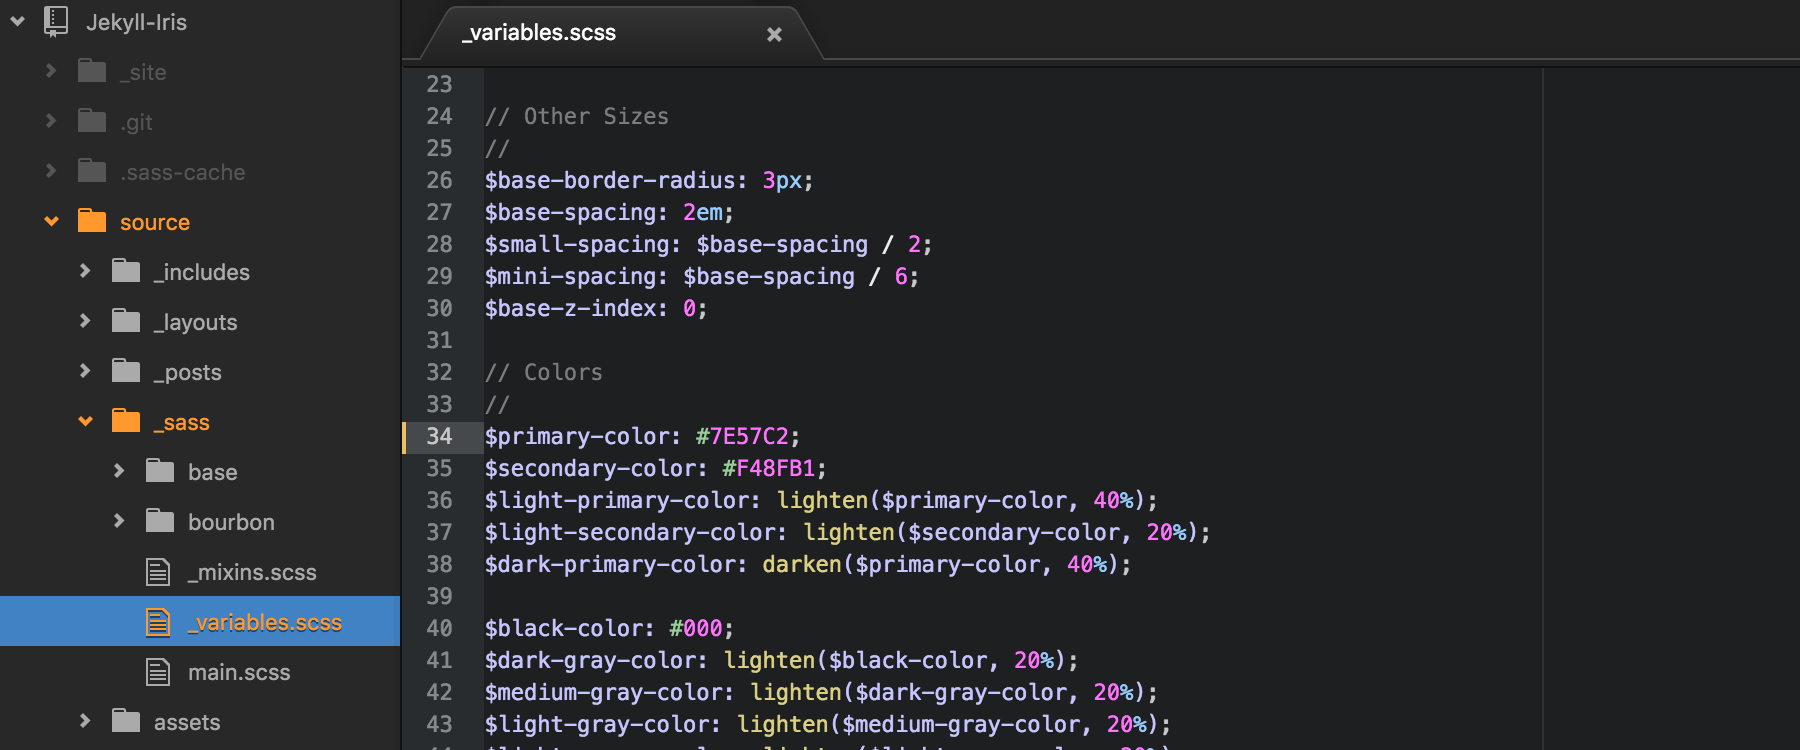 Jekyll-Iris
_site
.git
.sass-cache
source
_includes
_layouts
_posts
_sass
base
bourbon
_mixins.scss
_variables.scss
main.scss
assets
_variables.scss
23
24 // Other Sizes
25 //
26 $base-border-radius: 3px;
27 $base-spacing: 2em;
28 $small-spacing: $base-spacing / 2;
29 $mini-spacing: $base-spacing / 6;
30 $base-z-index: 0;
31
32 // Colors
33 //
34 $primary-color: #7E57C2;
35 $secondary-color: #F48FB1;
36 $light-primary-color: lighten($primary-color, 40%);
37 $light-secondary-color: lighten($secondary-color, 20%);
38 $dark-primary-color: darken($primary-color, 40%);
39
40 $black-color: #000;
41 $dark-gray-color: lighten($black-color, 20%);
42 $medium-gray-color: lighten($dark-gray-color, 20%);
43 $light-gray-color: lighten($medium-gray-color, 20%);